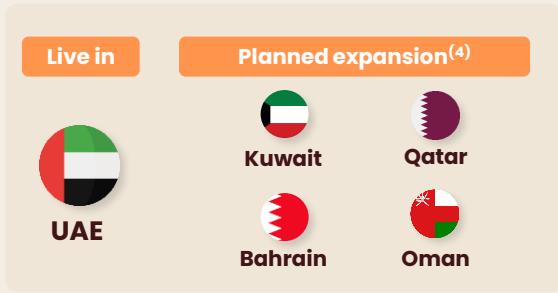 Live in
Planned expansion(4)
UAE
Kuwait
Qatar
Bahrain
Oman